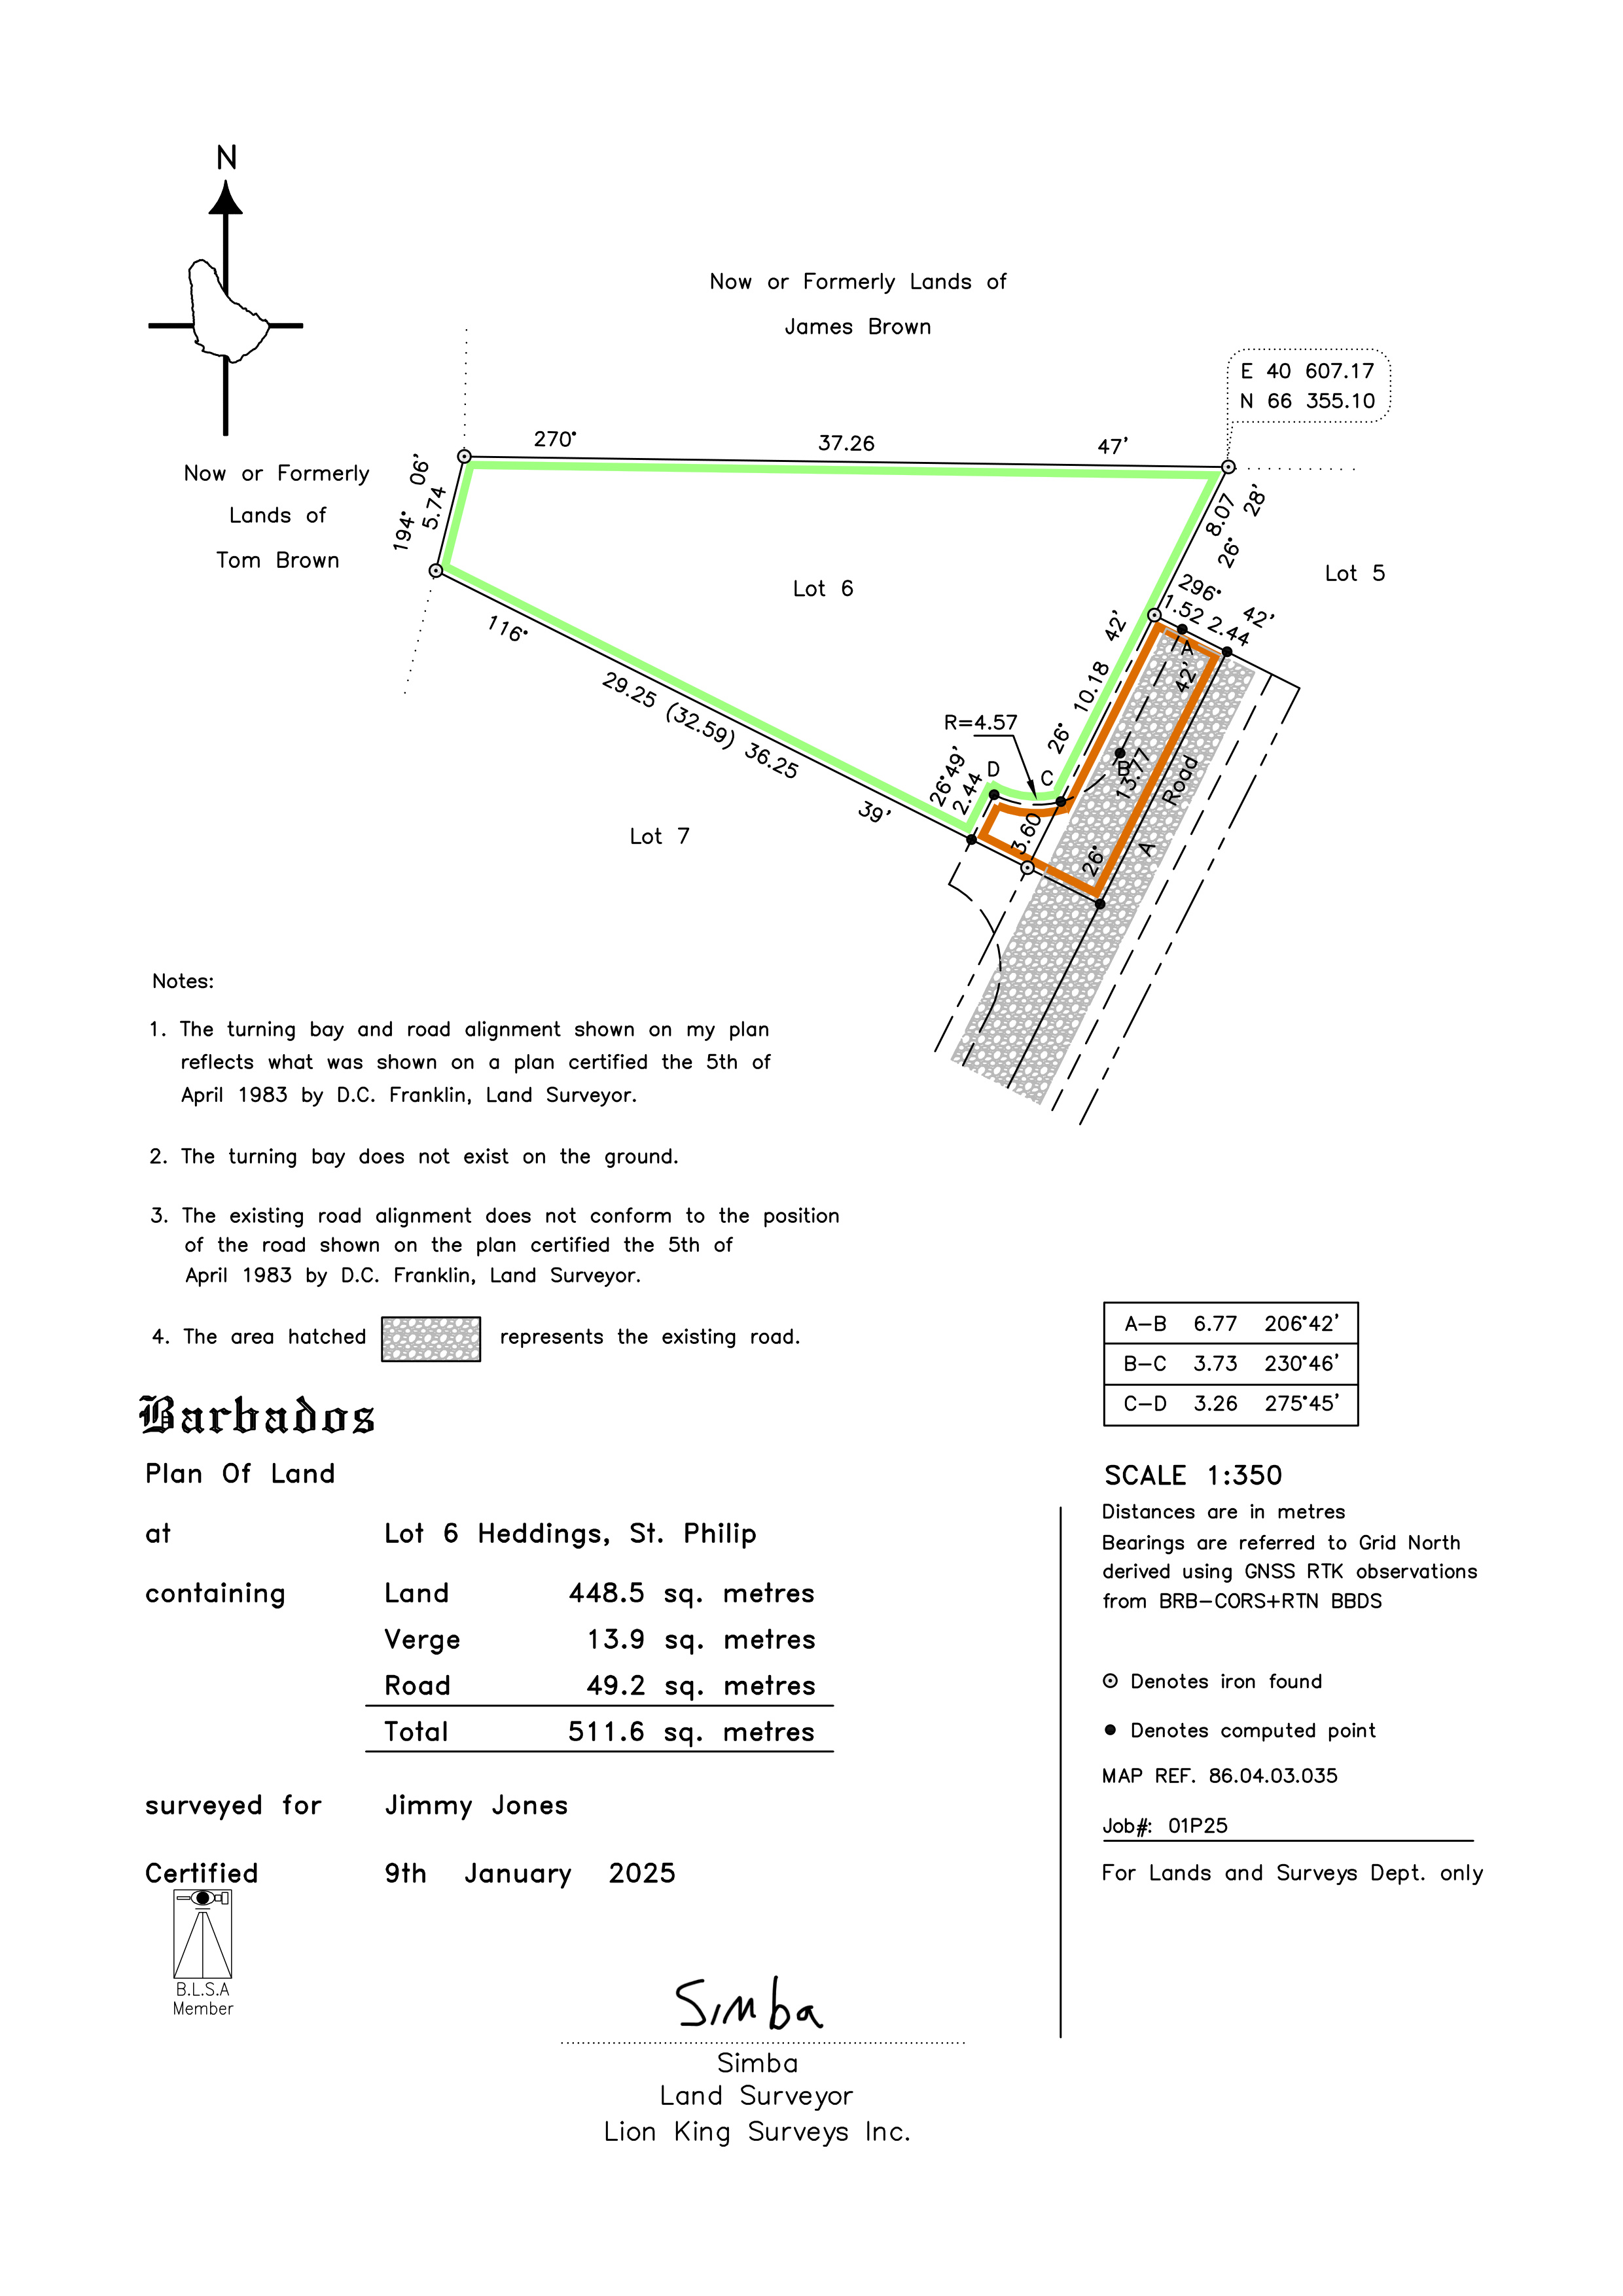 N
Now or Formerly Lands of
James Brown
E 40 607.17
N 66 355.10
270° 37.26 47'
Now or Formerly
Lands of
Tom Brown
194° 06'
5.74
8.07
26° 28'
Lot 6
Lot 5
296° 42'
1.52 2.44
A
42'
26° 10.18 42'
116° 39'
29.25 (32.59) 36.25
R=4.57
26°49'
2.44
D
C
B
13.77
26°
3.60
A Road
Lot 7
Notes:
1. The turning bay and road alignment shown on my plan
reflects what was shown on a plan certified the 5th of
April 1983 by D.C. Franklin, Land Surveyor.
2. The turning bay does not exist on the ground.
3. The existing road alignment does not conform to the position
of the road shown on the plan certified the 5th of
April 1983 by D.C. Franklin, Land Surveyor.
4. The area hatched represents the existing road.
A-B 6.77 206°42'
B-C 3.73 230°46'
C-D 3.26 275°45'
Barbados
Plan Of Land
at Lot 6 Heddings, St. Philip
containing Land 448.5 sq. metres
Verge 13.9 sq. metres
Road 49.2 sq. metres
Total 511.6 sq. metres
surveyed for Jimmy Jones
Certified 9th January 2025
B.L.S.A
Member
Simba
Simba
Land Surveyor
Lion King Surveys Inc.
SCALE 1:350
Distances are in metres
Bearings are referred to Grid North
derived using GNSS RTK observations
from BRB-CORS+RTN BBDS
Denotes iron found
Denotes computed point
MAP REF. 86.04.03.035
Job#: 01P25
For Lands and Surveys Dept. only